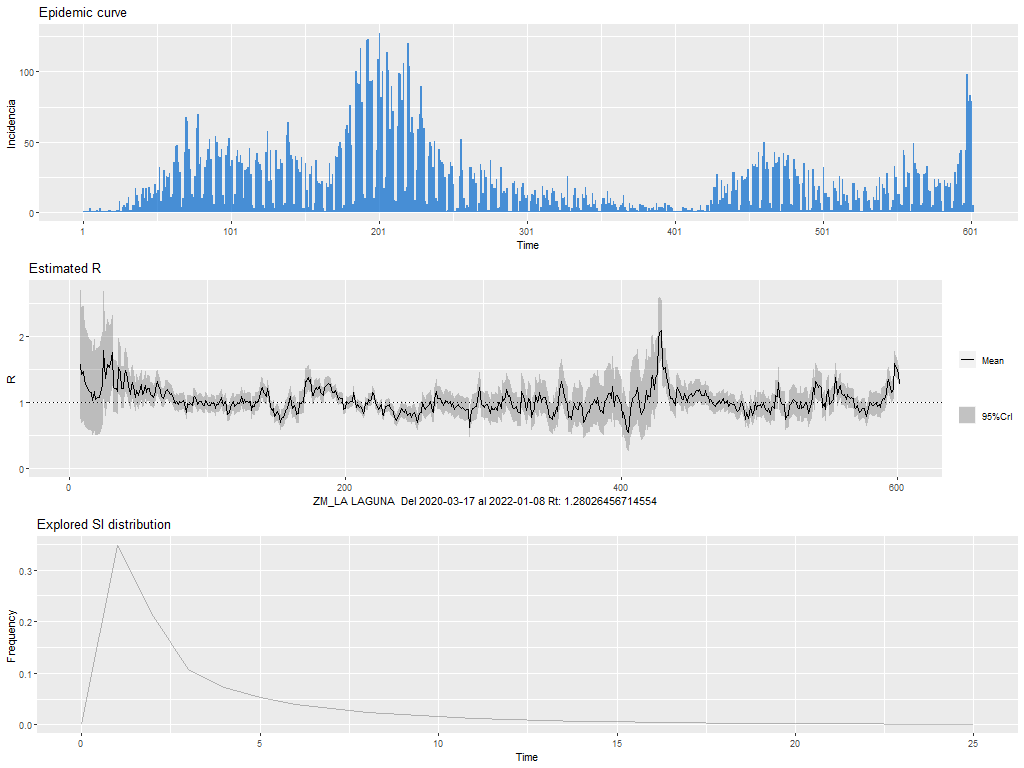 Epidemic curve
Incidencia
100
50
0
1
101
201
301
401
501
601
Time
Estimated R
R
2
1
0
0
200
400
600
Mean
95%CrI
ZM_LA LAGUNA Del 2020-03-17 al 2022-01-08 Rt: 1.28026456714554
Explored SI distribution
Frequency
0.3
0.2
0.1
0.0
0
5
10
15
20
25
Time